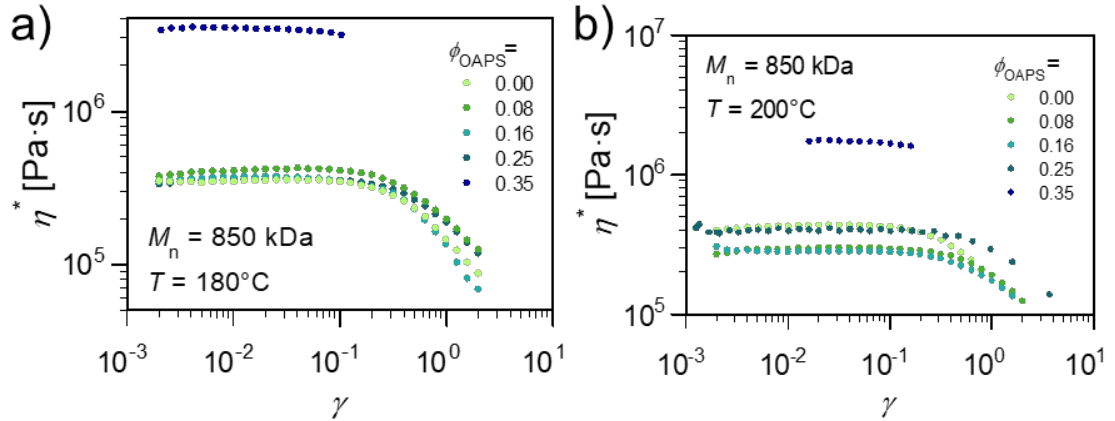 a)
η* [Pa·s]
10⁶
10⁵
ϕOAPS=
0.00
0.08
0.16
0.25
0.35
Mn = 850 kDa
T = 180°C
10⁻³ 10⁻² 10⁻¹ 10⁰ 10¹
γ
b)
η* [Pa·s]
10⁷
10⁶
10⁵
Mn = 850 kDa
T = 200°C
ϕOAPS=
0.00
0.08
0.16
0.25
0.35
10⁻³ 10⁻² 10⁻¹ 10⁰ 10¹
γ